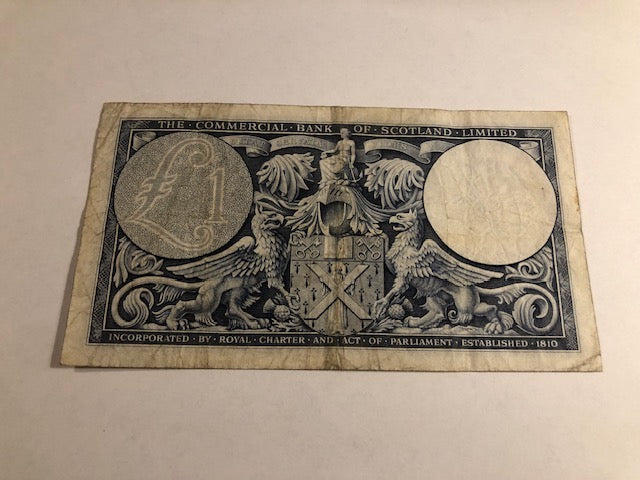 THE · COMMERCIAL · BANK · OF · SCOTLAND · LIMITED
£1
INCORPORATED · BY · ROYAL · CHARTER · AND · ACT · OF · PARLIAMENT · ESTABLISHED · 1810